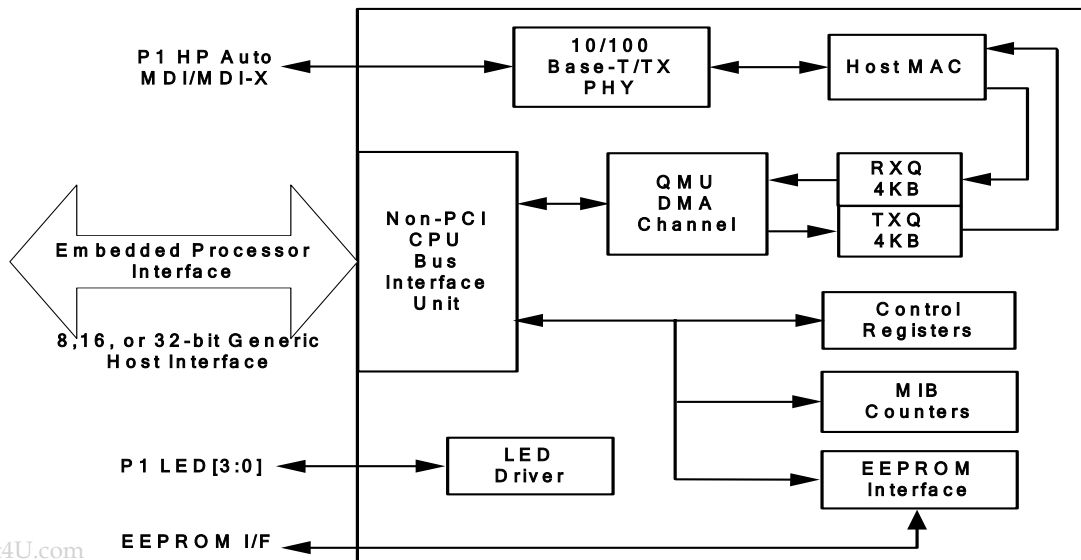 P1 HP Auto
MDI/MDI-X
10/100
Base-T/TX
PHY
Host MAC
RXQ
4KB
TXQ
4KB
QMU
DMA
Channel
Non-PCI
CPU
Bus
Interface
Unit
Embedded Processor
Interface
8,16, or 32-bit Generic
Host Interface
Control
Registers
MIB
Counters
EEPROM
Interface
LED
Driver
P1 LED[3:0]
EEPROM I/F
4U.com